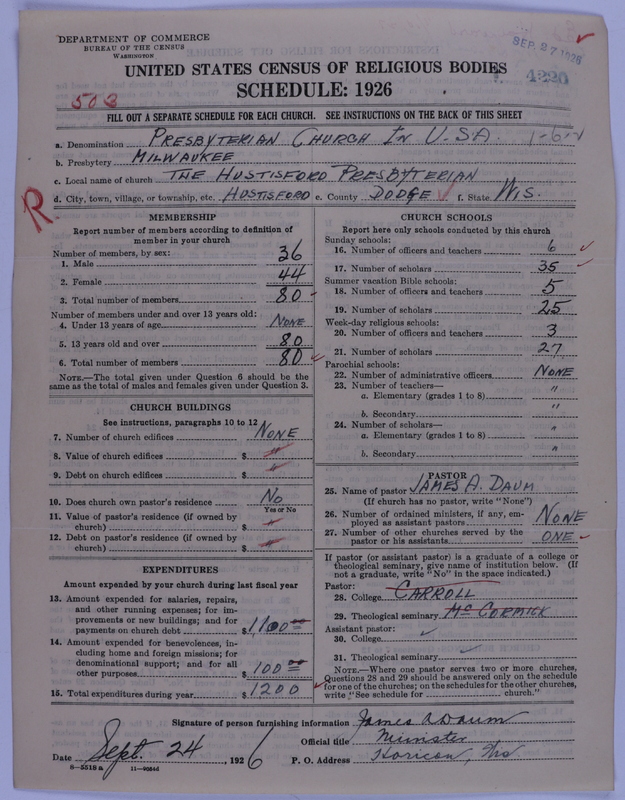 DEPARTMENT OF COMMERCE
BUREAU OF THE CENSUS
WASHINGTON
SEP 27 1926
4220
UNITED STATES CENSUS OF RELIGIOUS BODIES
SCHEDULE: 1926
503
FILL OUT A SEPARATE SCHEDULE FOR EACH CHURCH. SEE INSTRUCTIONS ON THE BACK OF THIS SHEET
a. Denomination PRESBYTERIAN CHURCH IN U.S.A.
b. Presbytery MILWAUKEE
c. Local name of church THE HUSTISFORD PRESBYTERIAN
d. City, town, village, or township, etc. HUSTISFORD e. County DODGE f. State WIS.
R
MEMBERSHIP
Report number of members according to definition of
member in your church
Number of members, by sex:
1. Male 36
2. Female 44
3. Total number of members 80
Number of members under and over 13 years old:
4. Under 13 years of age NONE
5. 13 years old and over 80
6. Total number of members 80
NOTE.—The total given under Question 6 should be the
same as the total of males and females given under Question 3.
CHURCH BUILDINGS
See instructions, paragraphs 10 to 12
7. Number of church edifices NONE
8. Value of church edifices $ "
9. Debt on church edifices $ "
10. Does church own pastor's residence No
Yes or No
11. Value of pastor's residence (if owned by
church) $ "
12. Debt on pastor's residence (if owned by
church) $ "
EXPENDITURES
Amount expended by your church during last fiscal year
13. Amount expended for salaries, repairs,
and other running expenses; for im-
provements or new buildings; and for
payments on church debt $1,100 00
14. Amount expended for benevolences, in-
cluding home and foreign missions; for
denominational support; and for all
other purposes $ 100 00
15. Total expenditures during year $1200
CHURCH SCHOOLS
Report here only schools conducted by this church
Sunday schools:
16. Number of officers and teachers 6
17. Number of scholars 35
Summer vacation Bible schools:
18. Number of officers and teachers 5
19. Number of scholars 25
Week-day religious schools:
20. Number of officers and teachers 3
21. Number of scholars 27
Parochial schools:
22. Number of administrative officers NONE
23. Number of teachers—
a. Elementary (grades 1 to 8) "
b. Secondary "
24. Number of scholars—
a. Elementary (grades 1 to 8) "
b. Secondary "
PASTOR
25. Name of pastor JAMES A. DAUM
(If church has no pastor, write "None")
26. Number of ordained ministers, if any, em-
ployed as assistant pastors NONE
27. Number of other churches served by the
pastor or his assistants ONE
If pastor (or assistant pastor) is a graduate of a college or
theological seminary, give name of institution below. (If
not a graduate, write "No" in the space indicated.)
Pastor:
28. College CARROLL
29. Theological seminary McCORMICK
Assistant pastor:
30. College
31. Theological seminary
NOTE.—Where one pastor serves two or more churches,
Questions 28 and 29 should be answered only on the schedule
for one of the churches; on the schedules for the other churches,
write "See schedule for church."
Signature of person furnishing information James A Daum
Official title Minister
Date Sept. 24, 1926 P. O. Address Horicon, Wis
8—5518 a 11—9034d